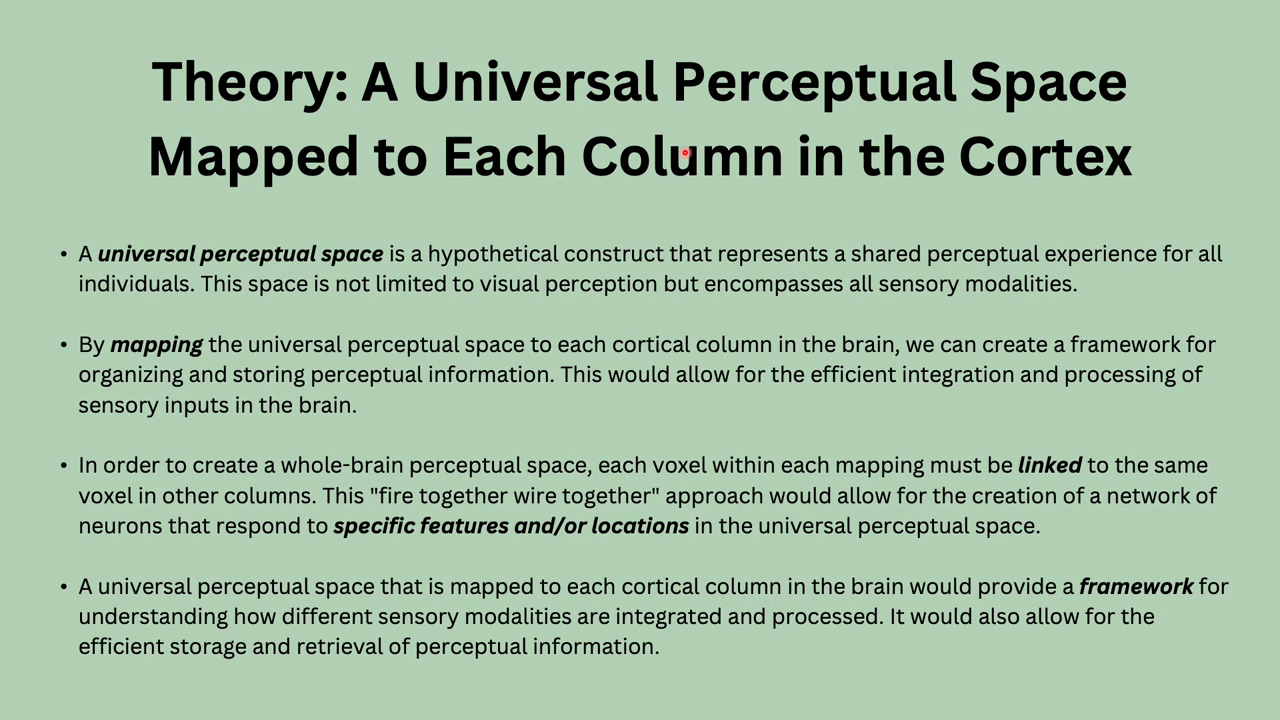 Theory: A Universal Perceptual Space
Mapped to Each Column in the Cortex
• A universal perceptual space is a hypothetical construct that represents a shared perceptual experience for all
individuals. This space is not limited to visual perception but encompasses all sensory modalities.
• By mapping the universal perceptual space to each cortical column in the brain, we can create a framework for
organizing and storing perceptual information. This would allow for the efficient integration and processing of
sensory inputs in the brain.
• In order to create a whole-brain perceptual space, each voxel within each mapping must be linked to the same
voxel in other columns. This "fire together wire together" approach would allow for the creation of a network of
neurons that respond to specific features and/or locations in the universal perceptual space.
• A universal perceptual space that is mapped to each cortical column in the brain would provide a framework for
understanding how different sensory modalities are integrated and processed. It would also allow for the
efficient storage and retrieval of perceptual information.